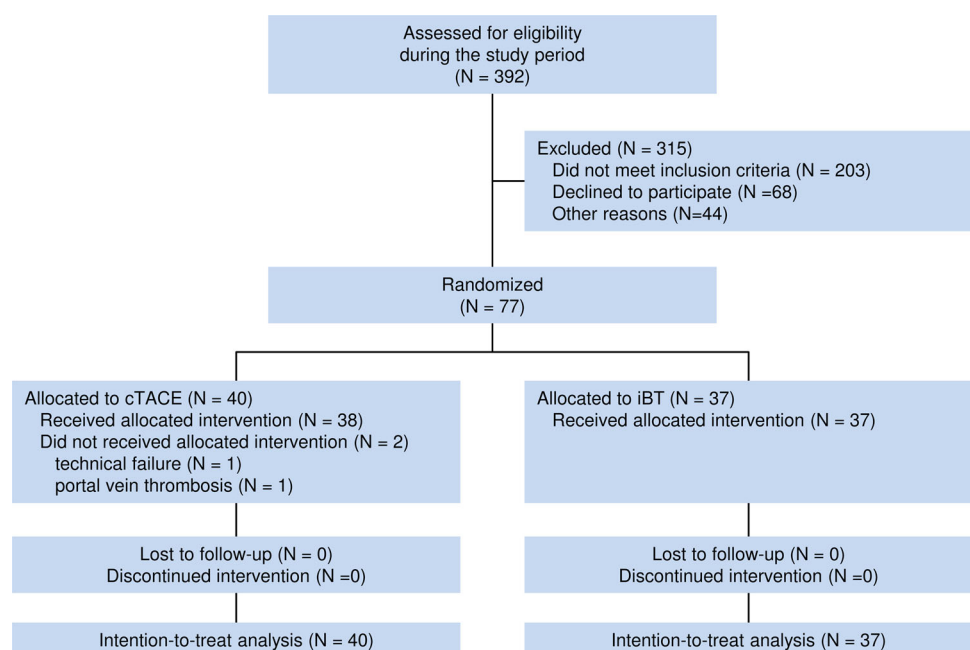 Assessed for eligibility
during the study period
(N = 392)
Excluded (N = 315)
Did not meet inclusion criteria (N = 203)
Declined to participate (N =68)
Other reasons (N=44)
Randomized
(N = 77)
Allocated to cTACE (N = 40)
Received allocated intervention (N = 38)
Did not received allocated intervention (N = 2)
technical failure (N = 1)
portal vein thrombosis (N = 1)
Allocated to iBT (N = 37)
Received allocated intervention (N = 37)
Lost to follow-up (N = 0)
Discontinued intervention (N =0)
Lost to follow-up (N = 0)
Discontinued intervention (N =0)
Intention-to-treat analysis (N = 40)
Intention-to-treat analysis (N = 37)